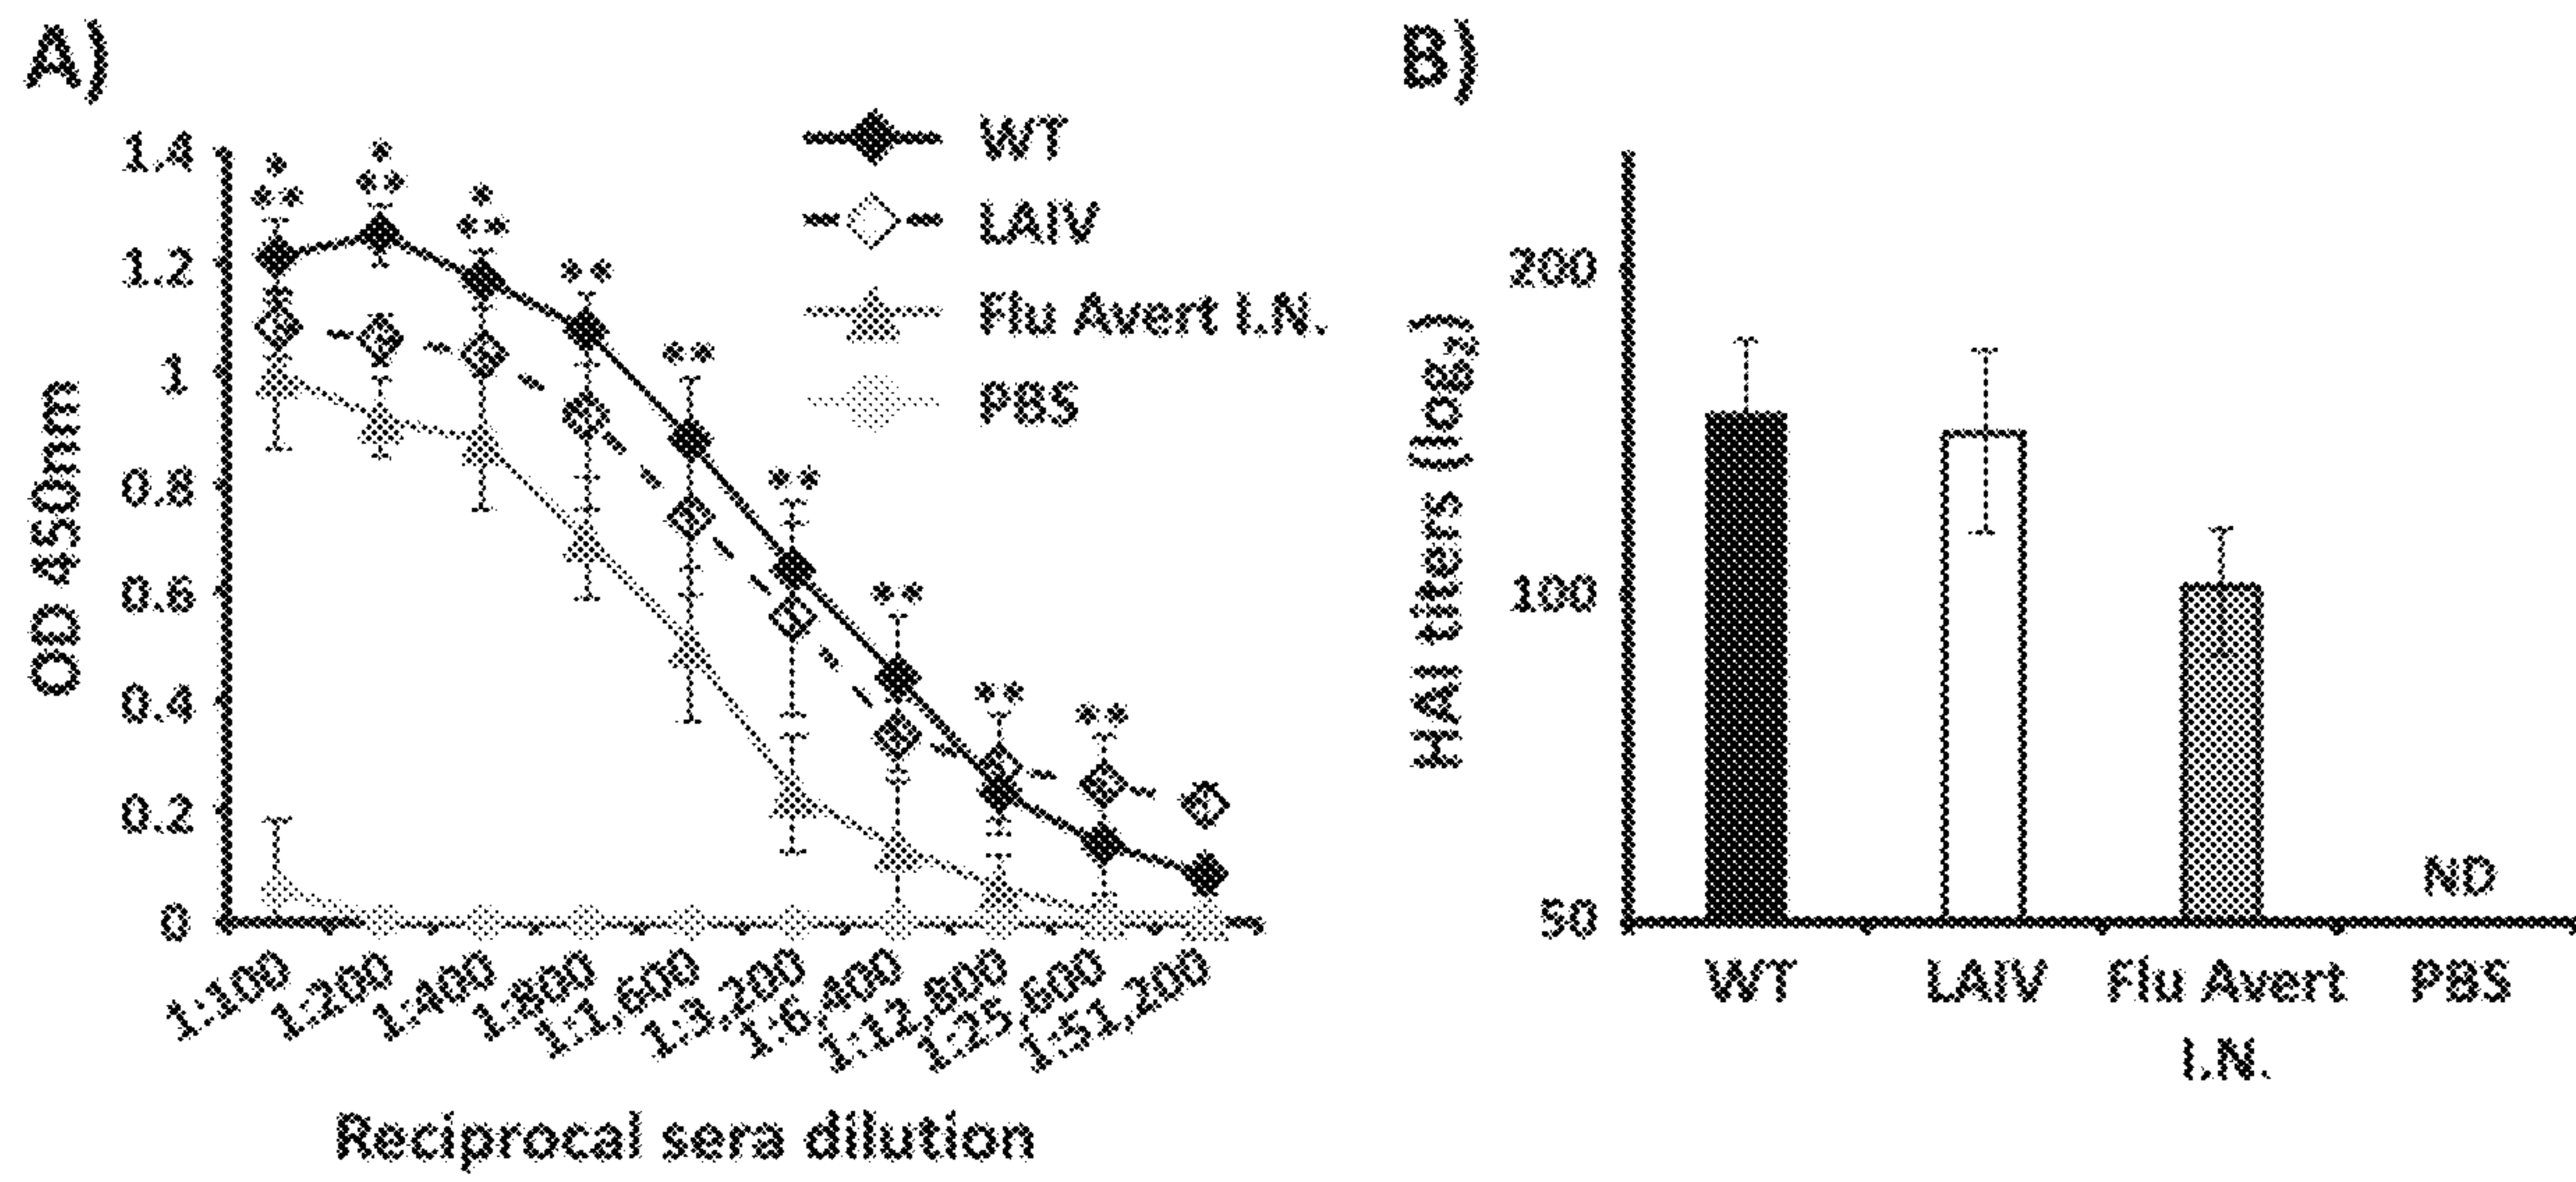 A)
1.4
1.2
1
0.8
0.6
0.4
0.2
0
OD 450nm
* ** * ** * ** ** ** ** ** ** **
WT
LAIV
Flu Avert I.N.
PBS
1:100 1:200 1:400 1:800 1:1,600 1:3,200 1:6,400 1:12,800 1:25,600 1:51,200
Reciprocal sera dilution
B)
200
100
50
HAI titers (log₂)
ND
WT LAIV Flu Avert PBS
I.N.